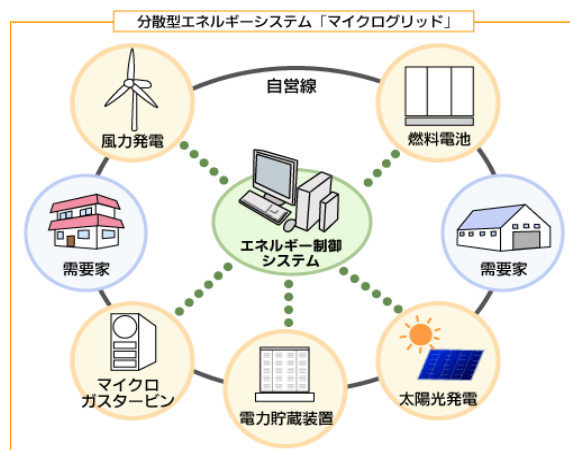 分散型エネルギーシステム「マイクログリッド」
自営線
風力発電
燃料電池
エネルギー制御
システム
需要家
需要家
マイクロ
ガスタービン
電力貯蔵装置
太陽光発電